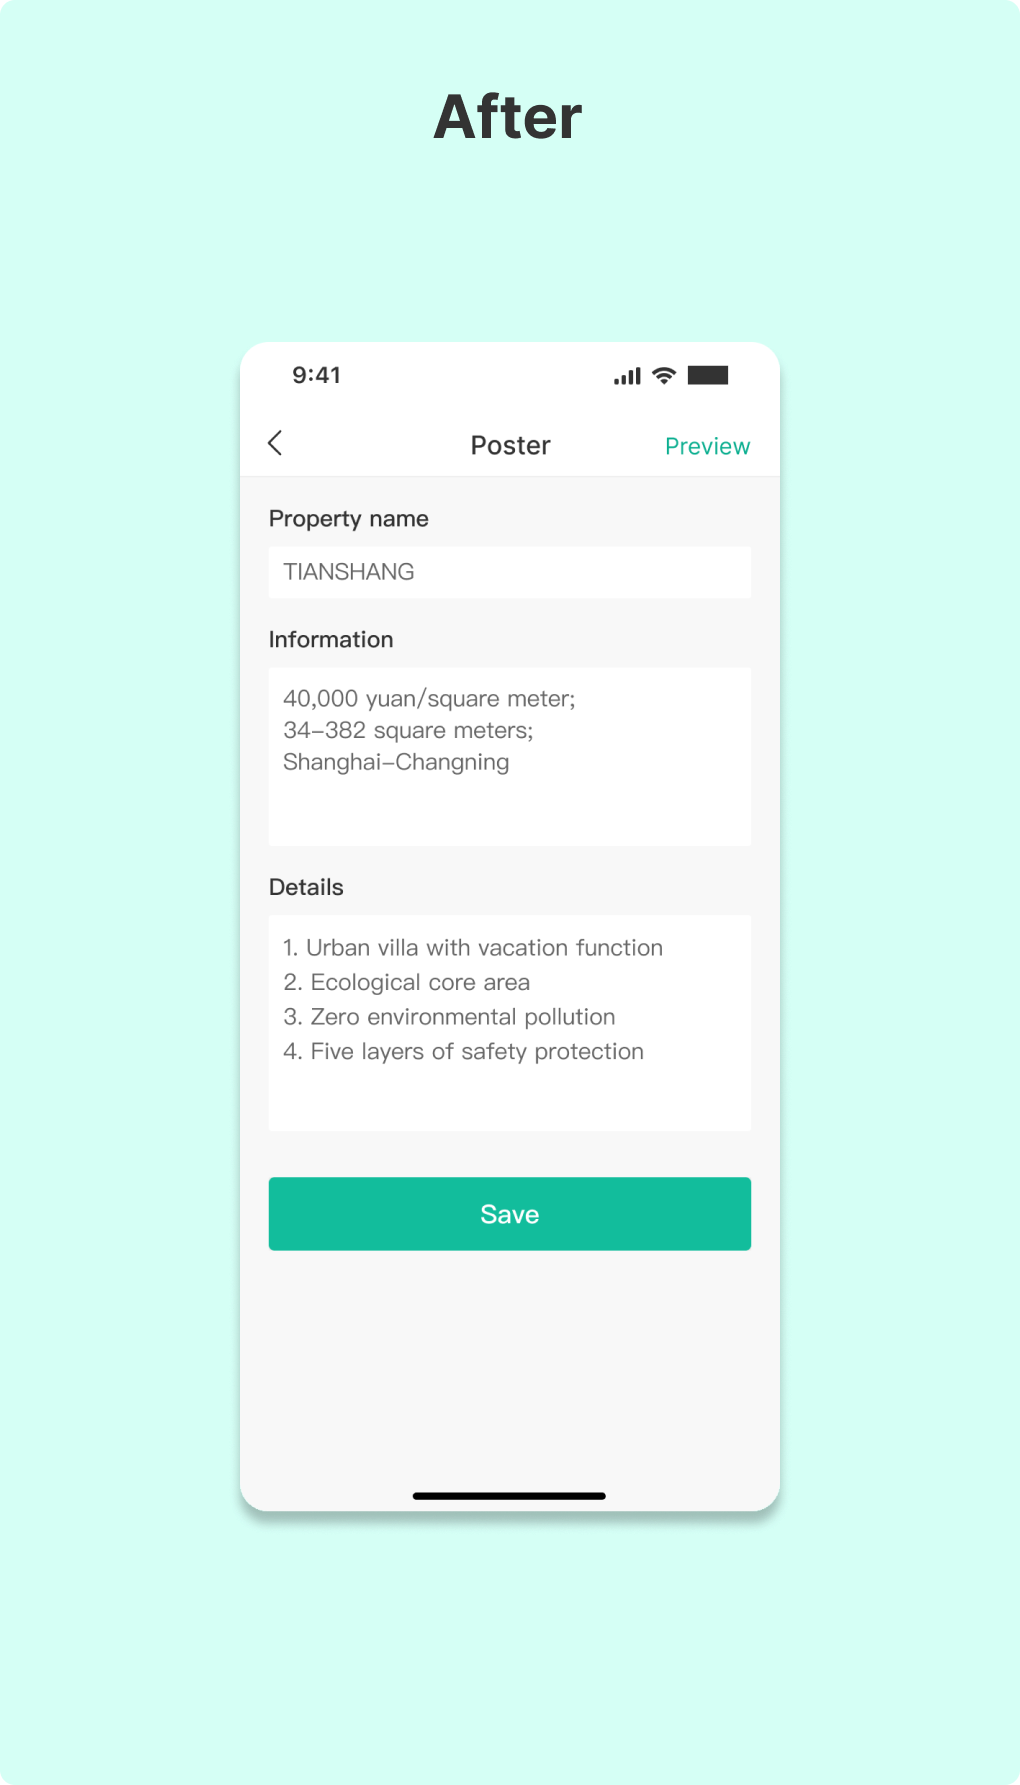 After
9:41
Poster
Preview
Property name
TIANSHANG
Information
40,000 yuan/square meter;
34–382 square meters;
Shanghai–Changning
Details
1. Urban villa with vacation function
2. Ecological core area
3. Zero environmental pollution
4. Five layers of safety protection
Save